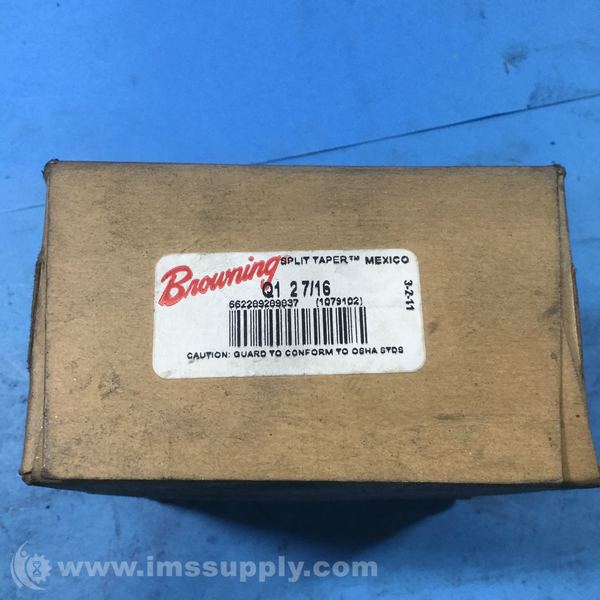 Browning SPLIT TAPER™ MEXICO
Q1 2 7/16
662289289837 (1079102)
CAUTION: GUARD TO CONFORM TO OSHA STDS
3-2-11
www.imssupply.com